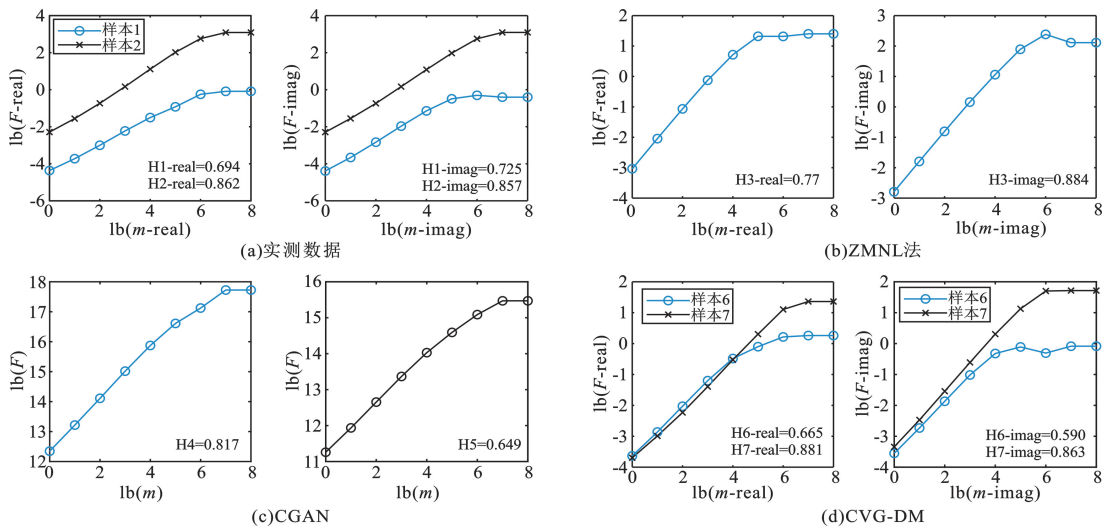 4
2
0
-2
-4
-6
lb(F-real)
样本1
样本2
H1-real=0.694
H2-real=0.862
0 2 4 6 8
lb(m-real)
4
2
0
-2
-4
-6
lb(F-imag)
H1-imag=0.725
H2-imag=0.857
0 2 4 6 8
lb(m-imag)
(a)实测数据
2
1
0
-1
-2
-3
-4
lb(F-real)
H3-real=0.77
0 2 4 6 8
lb(m-real)
3
2
1
0
-1
-2
-3
lb(F-imag)
H3-imag=0.884
0 2 4 6 8
lb(m-imag)
(b)ZMNL法
18
17
16
15
14
13
12
lb(F)
H4=0.817
0 2 4 6 8
lb(m)
16
15
14
13
12
11
lb(F)
H5=0.649
0 2 4 6 8
lb(m)
(c)CGAN
2
1
0
-1
-2
-3
-4
lb(F-real)
样本6
样本7
H6-real=0.665
H7-real=0.881
0 2 4 6 8
lb(m-real)
2
1
0
-1
-2
-3
-4
lb(F-imag)
样本6
样本7
H6-imag=0.590
H7-imag=0.863
0 2 4 6 8
lb(m-imag)
(d)CVG-DM